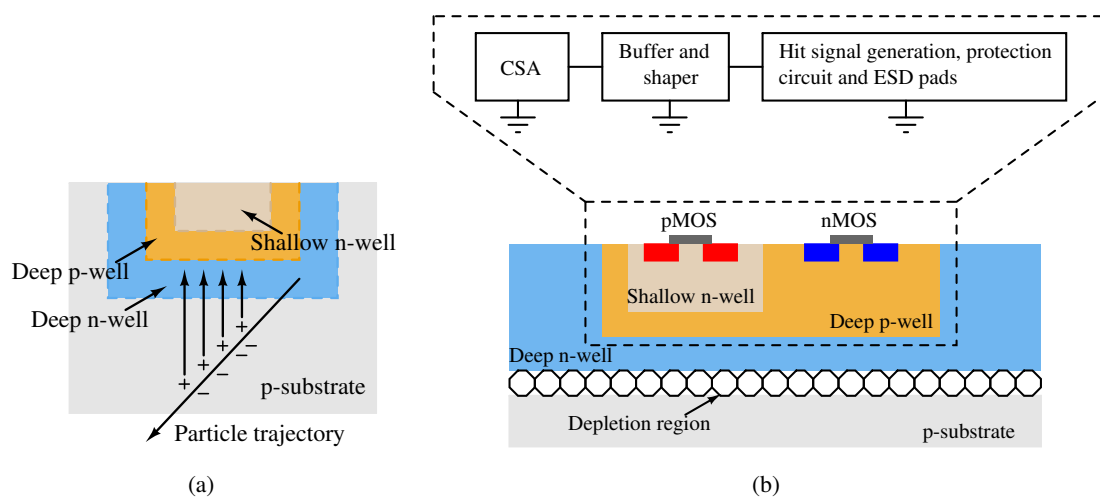 CSA
Buffer and
shaper
Hit signal generation, protection
circuit and ESD pads
Shallow n-well
Deep p-well
Deep n-well
+
+
+
+
−
−
−
−
p-substrate
Particle trajectory
(a)
pMOS
nMOS
Shallow n-well
Deep p-well
Deep n-well
Depletion region
p-substrate
(b)